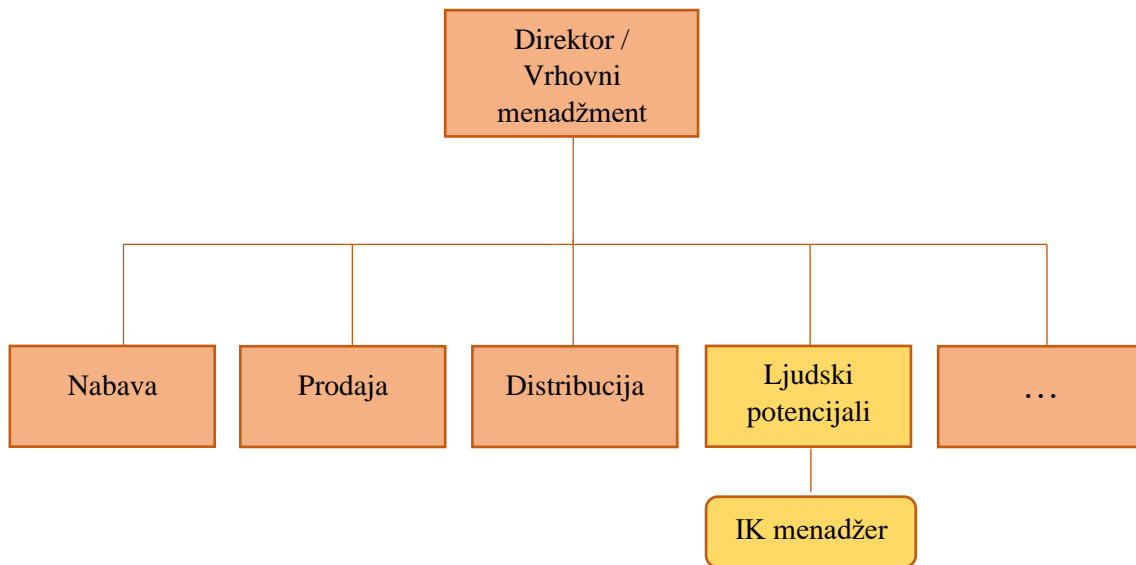 Direktor /
Vrhovni
menadžment
Nabava
Prodaja
Distribucija
Ljudski
potencijali
…
IK menadžer